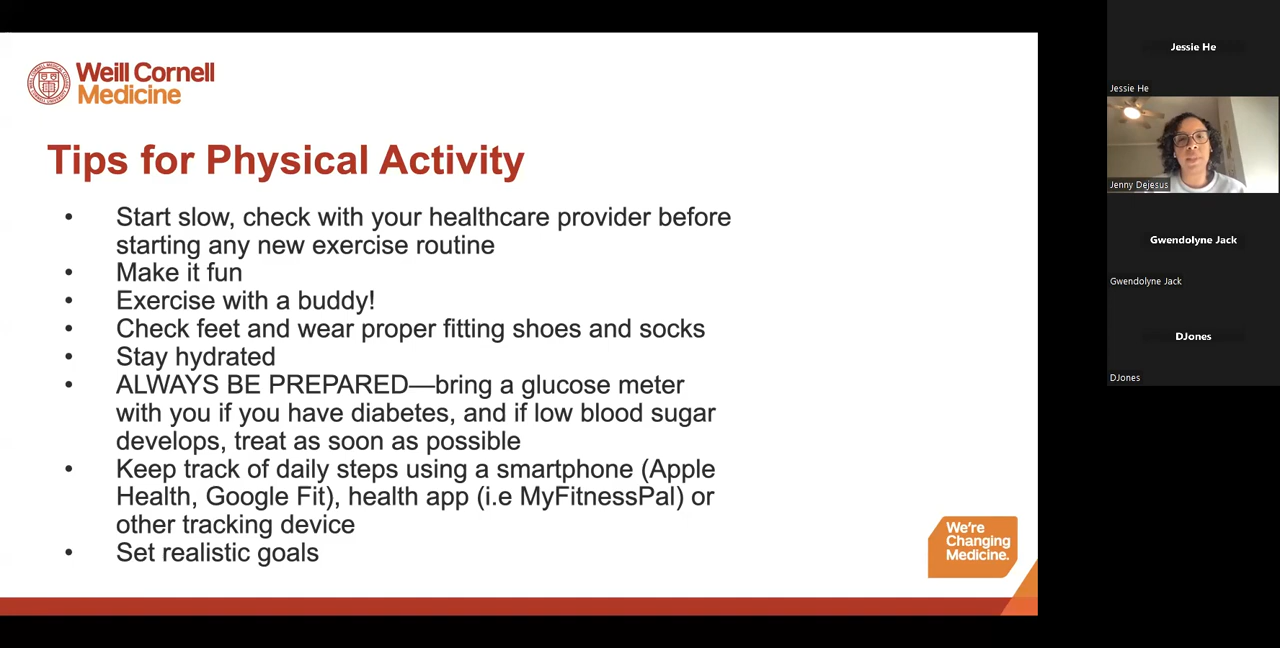 Weill Cornell
Medicine
Tips for Physical Activity
• Start slow, check with your healthcare provider before
starting any new exercise routine
• Make it fun
• Exercise with a buddy!
• Check feet and wear proper fitting shoes and socks
• Stay hydrated
• ALWAYS BE PREPARED—bring a glucose meter
with you if you have diabetes, and if low blood sugar
develops, treat as soon as possible
• Keep track of daily steps using a smartphone (Apple
Health, Google Fit), health app (i.e MyFitnessPal) or
other tracking device
• Set realistic goals
We're
Changing
Medicine.
Jessie He
Jessie He
Jenny Dejesus
Gwendolyne Jack
Gwendolyne Jack
DJones
DJones